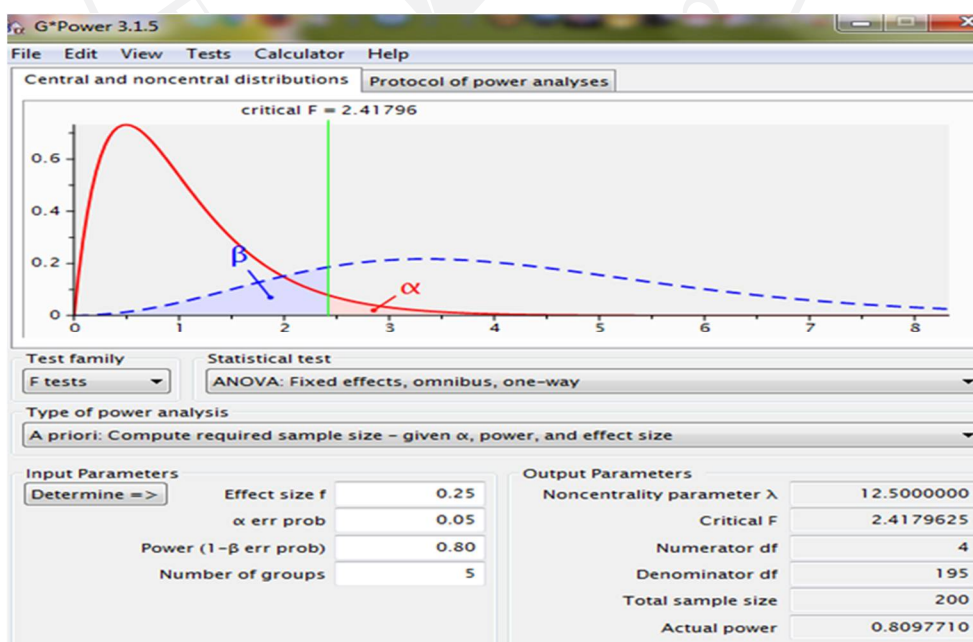 G*Power 3.1.5
File Edit View Tests Calculator Help
Central and noncentral distributions Protocol of power analyses
critical F = 2.41796
0.6
0.4
0.2
0
β
α
0 1 2 3 4 5 6 7 8
Test family Statistical test
F tests ANOVA: Fixed effects, omnibus, one-way
Type of power analysis
A priori: Compute required sample size – given α, power, and effect size
Input Parameters Output Parameters
Determine => Effect size f 0.25 Noncentrality parameter λ 12.5000000
α err prob 0.05 Critical F 2.4179625
Power (1-β err prob) 0.80 Numerator df 4
Number of groups 5 Denominator df 195
Total sample size 200
Actual power 0.8097710